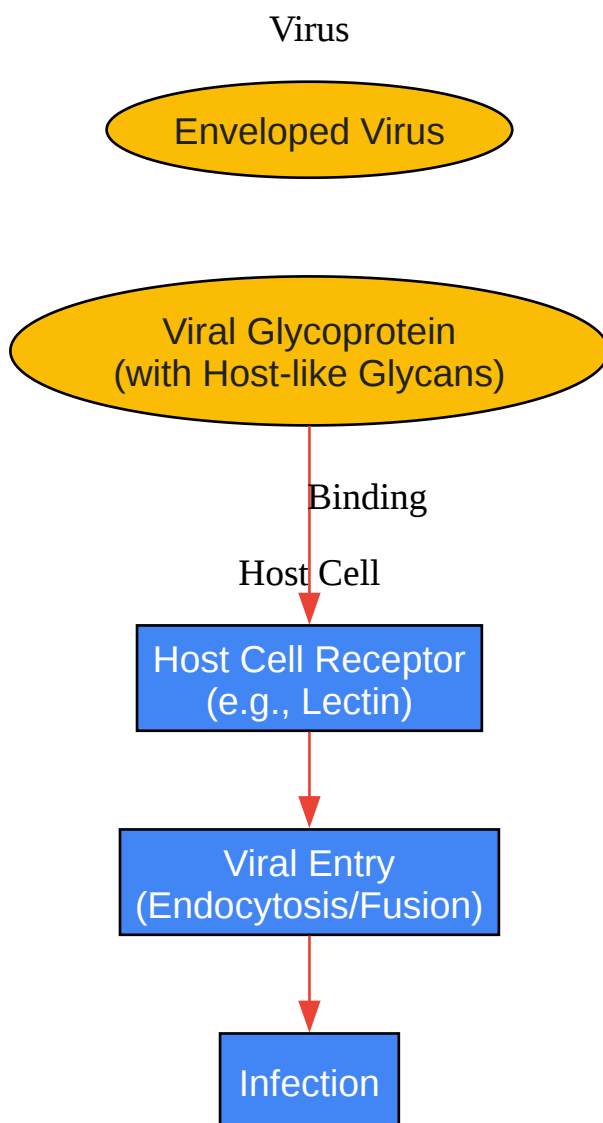 Virus
Enveloped Virus
Viral Glycoprotein
(with Host-like Glycans)
Binding
Host Cell
Host Cell Receptor
(e.g., Lectin)
Viral Entry
(Endocytosis/Fusion)
Infection